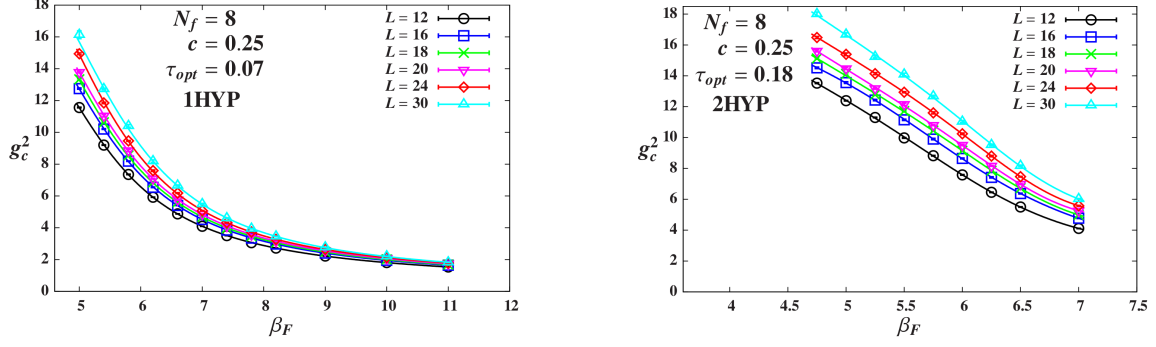 N_f = 8
c = 0.25
τ_opt = 0.07
1HYP
L = 12
L = 16
L = 18
L = 20
L = 24
L = 30
g_c^2
18
16
14
12
10
8
6
4
2
0
5 6 7 8 9 10 11 12
β_F
N_f = 8
c = 0.25
τ_opt = 0.18
2HYP
L = 12
L = 16
L = 18
L = 20
L = 24
L = 30
g_c^2
18
16
14
12
10
8
6
4
2
0
4 4.5 5 5.5 6 6.5 7 7.5
β_F